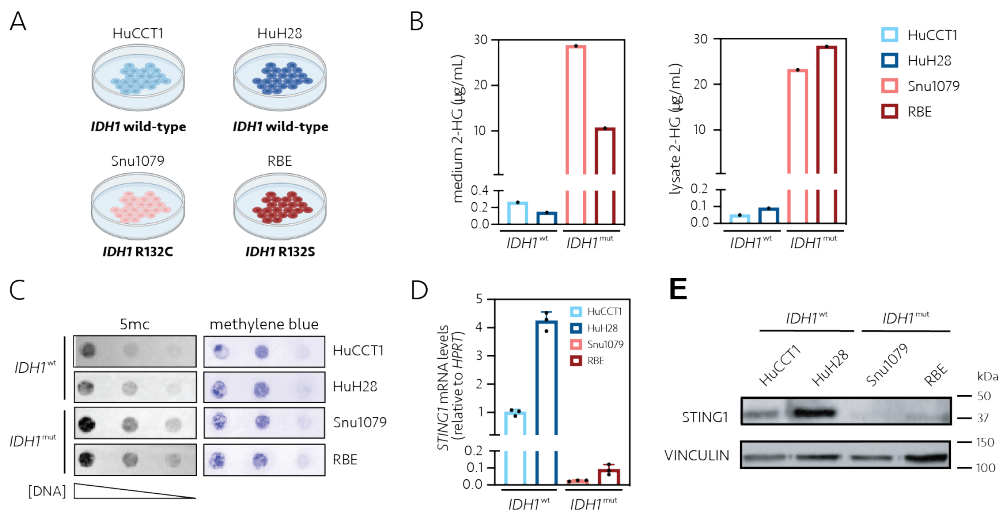 A
HuCCT1
HuH28
IDH1 wild-type
IDH1 wild-type
Snu1079
RBE
IDH1 R132C
IDH1 R132S
B
medium 2-HG (µg/mL)
30
20
10
0.4
0.2
0.0
IDH1wt
IDH1mut
lysate 2-HG (µg/mL)
30
20
10
0.2
0.1
0.0
IDH1wt
IDH1mut
HuCCT1
HuH28
Snu1079
RBE
C
5mc
methylene blue
IDH1wt
HuCCT1
HuH28
IDH1mut
Snu1079
RBE
[DNA]
D
STING1 mRNA levels
(relative to HPRT)
5
4
3
2
1
0.2
0.1
0.0
HuCCT1
HuH28
Snu1079
RBE
IDH1wt
IDH1mut
E
IDH1wt
IDH1mut
HuCCT1
HuH28
Snu1079
RBE
kDa
STING1
50
37
VINCULIN
150
100